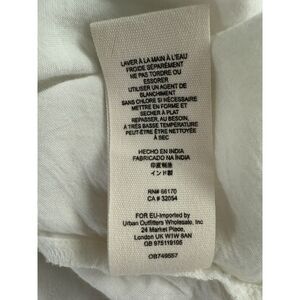 LAVER À LA MAIN À L'EAU
FROIDE SÉPARÉMENT
NE PAS TORDRE OU
ESSORER
UTILISER UN AGENT DE
BLANCHIMENT
SANS CHLORE SI NÉCESSAIRE
METTRE EN FORME ET
SECHER A PLAT
REPASSER, AU BESOIN,
A TRÈS BASSE TEMPÉRATURE
PEUT-ÊTRE ÊTRE NETTOYÉE
À SEC
HECHO EN INDIA
FABRICADO NA ÍNDIA
印度制造
インド製
RN# 66170
CA # 32054
FOR EU-Imported by
Urban Outfitters Wholesale, Inc
24 Market Place,
London UK W1W 8AN
GB 975119105
OB749557